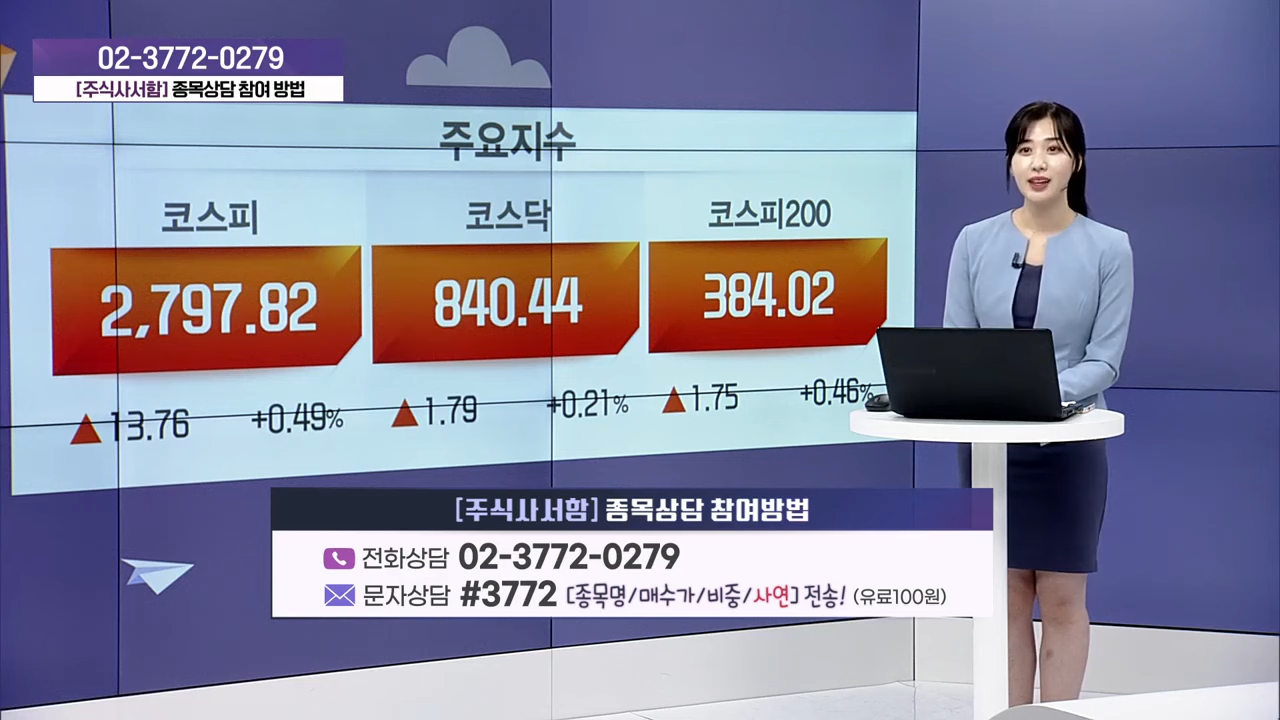 02-3772-0279
[주식사서함] 종목상담 참여 방법
주요지수
코스피
코스닥
코스피200
2,797.82
840.44
384.02
▲13.76 +0.49%
▲1.79 +0.21%
▲1.75 +0.46%
[주식사서함] 종목상담 참여방법
전화상담 02-3772-0279
문자상담 #3772 [종목명/매수가/비중/사연] 전송! (유료100원)